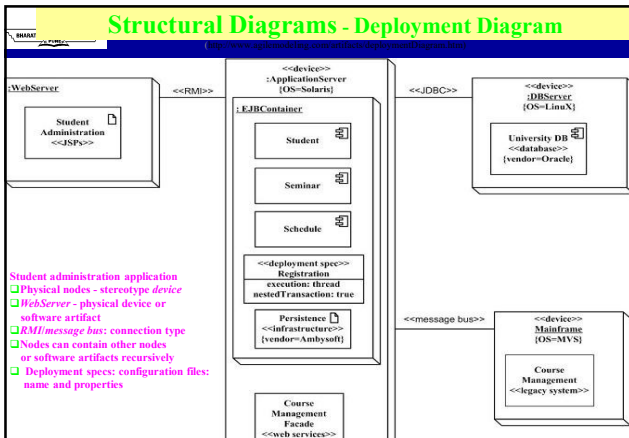 Structural Diagrams - Deployment Diagram
BHARAT
:WebServer
Student
Administration
<<JSPs>>
<<RMI>>
<<device>>
:ApplicationServer
{OS=Solaris}
: EJBContainer
Student
Seminar
Schedule
<<deployment spec>>
Registration
execution: thread
nestedTransaction: true
Persistence
<<infrastructure>>
{vendor=Ambysoft}
Course
Management
Facade
<<web services>>
<<JDBC>>
<<device>>
:DBServer
{OS=LinuX}
University DB
<<database>>
{vendor=Oracle}
<<message bus>>
<<device>>
Mainframe
{OS=MVS}
Course
Management
<<legacy system>>
Student administration application
❑Physical nodes - stereotype device
❑WebServer - physical device or
software artifact
❑RMI/message bus: connection type
❑Nodes can contain other nodes
or software artifacts recursively
❑ Deployment specs: configuration files:
name and properties